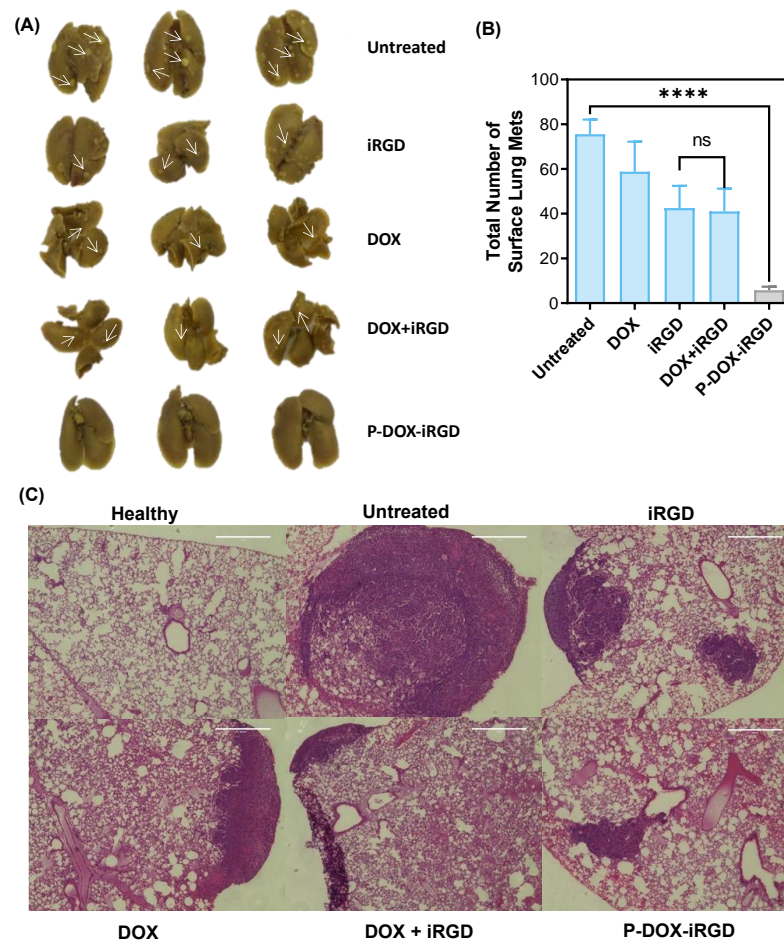 (A)
Untreated
iRGD
DOX
DOX+iRGD
P-DOX-iRGD
(B)
Total Number of
Surface Lung Mets
100
80
60
40
20
0
****
ns
Untreated
DOX
iRGD
DOX+iRGD
P-DOX-iRGD
(C)
Healthy
Untreated
iRGD
DOX
DOX + iRGD
P-DOX-iRGD